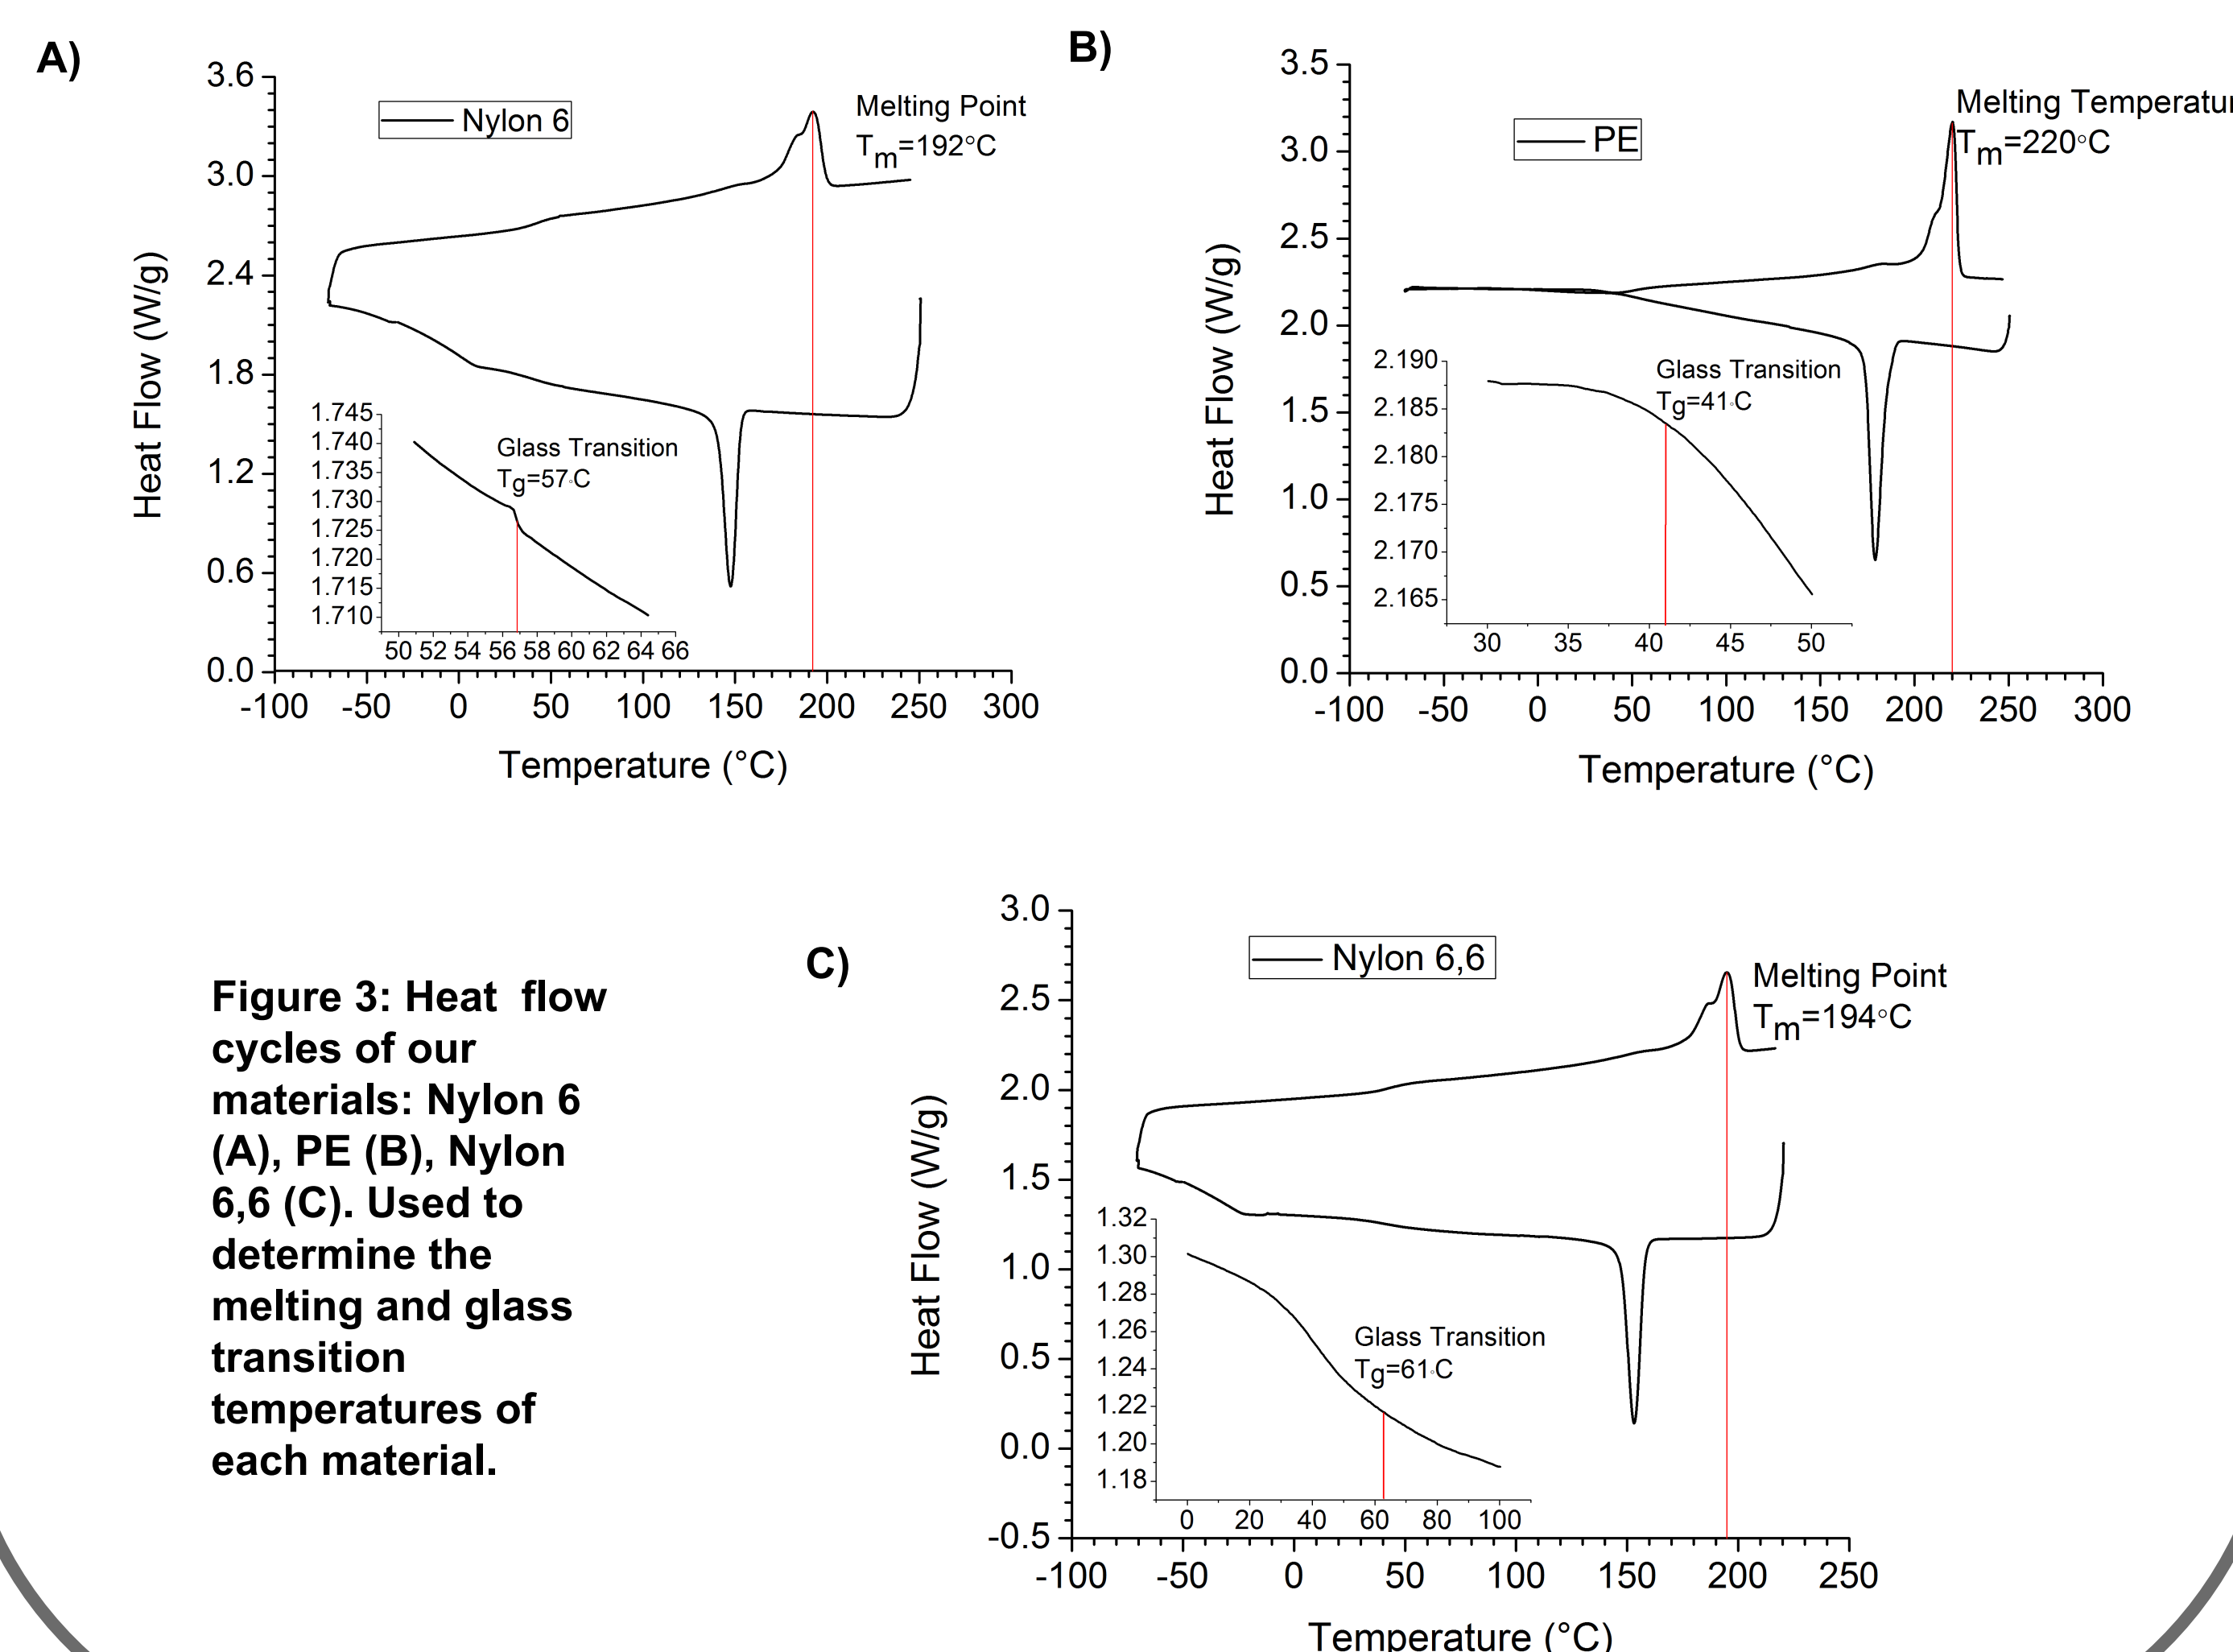 A)
3.6
3.0
2.4
1.8
1.2
0.6
0.0
Heat Flow (W/g)
Nylon 6
Melting Point
Tm=192°C
1.745
1.740
1.735
1.730
1.725
1.720
1.715
1.710
Glass Transition
Tg=57°C
50 52 54 56 58 60 62 64 66
-100 -50 0 50 100 150 200 250 300
Temperature (°C)
B)
3.5
3.0
2.5
2.0
1.5
1.0
0.5
0.0
Heat Flow (W/g)
PE
Melting Temperatur
Tm=220°C
2.190
2.185
2.180
2.175
2.170
2.165
Glass Transition
Tg=41°C
30 35 40 45 50
-100 -50 0 50 100 150 200 250 300
Temperature (°C)
Figure 3: Heat flow
cycles of our
materials: Nylon 6
(A), PE (B), Nylon
6,6 (C). Used to
determine the
melting and glass
transition
temperatures of
each material.
C)
3.0
2.5
2.0
1.5
1.0
0.5
0.0
-0.5
Heat Flow (W/g)
Nylon 6,6
Melting Point
Tm=194°C
1.32
1.30
1.28
1.26
1.24
1.22
1.20
1.18
Glass Transition
Tg=61°C
0 20 40 60 80 100
-100 -50 0 50 100 150 200 250
Temperature (°C)